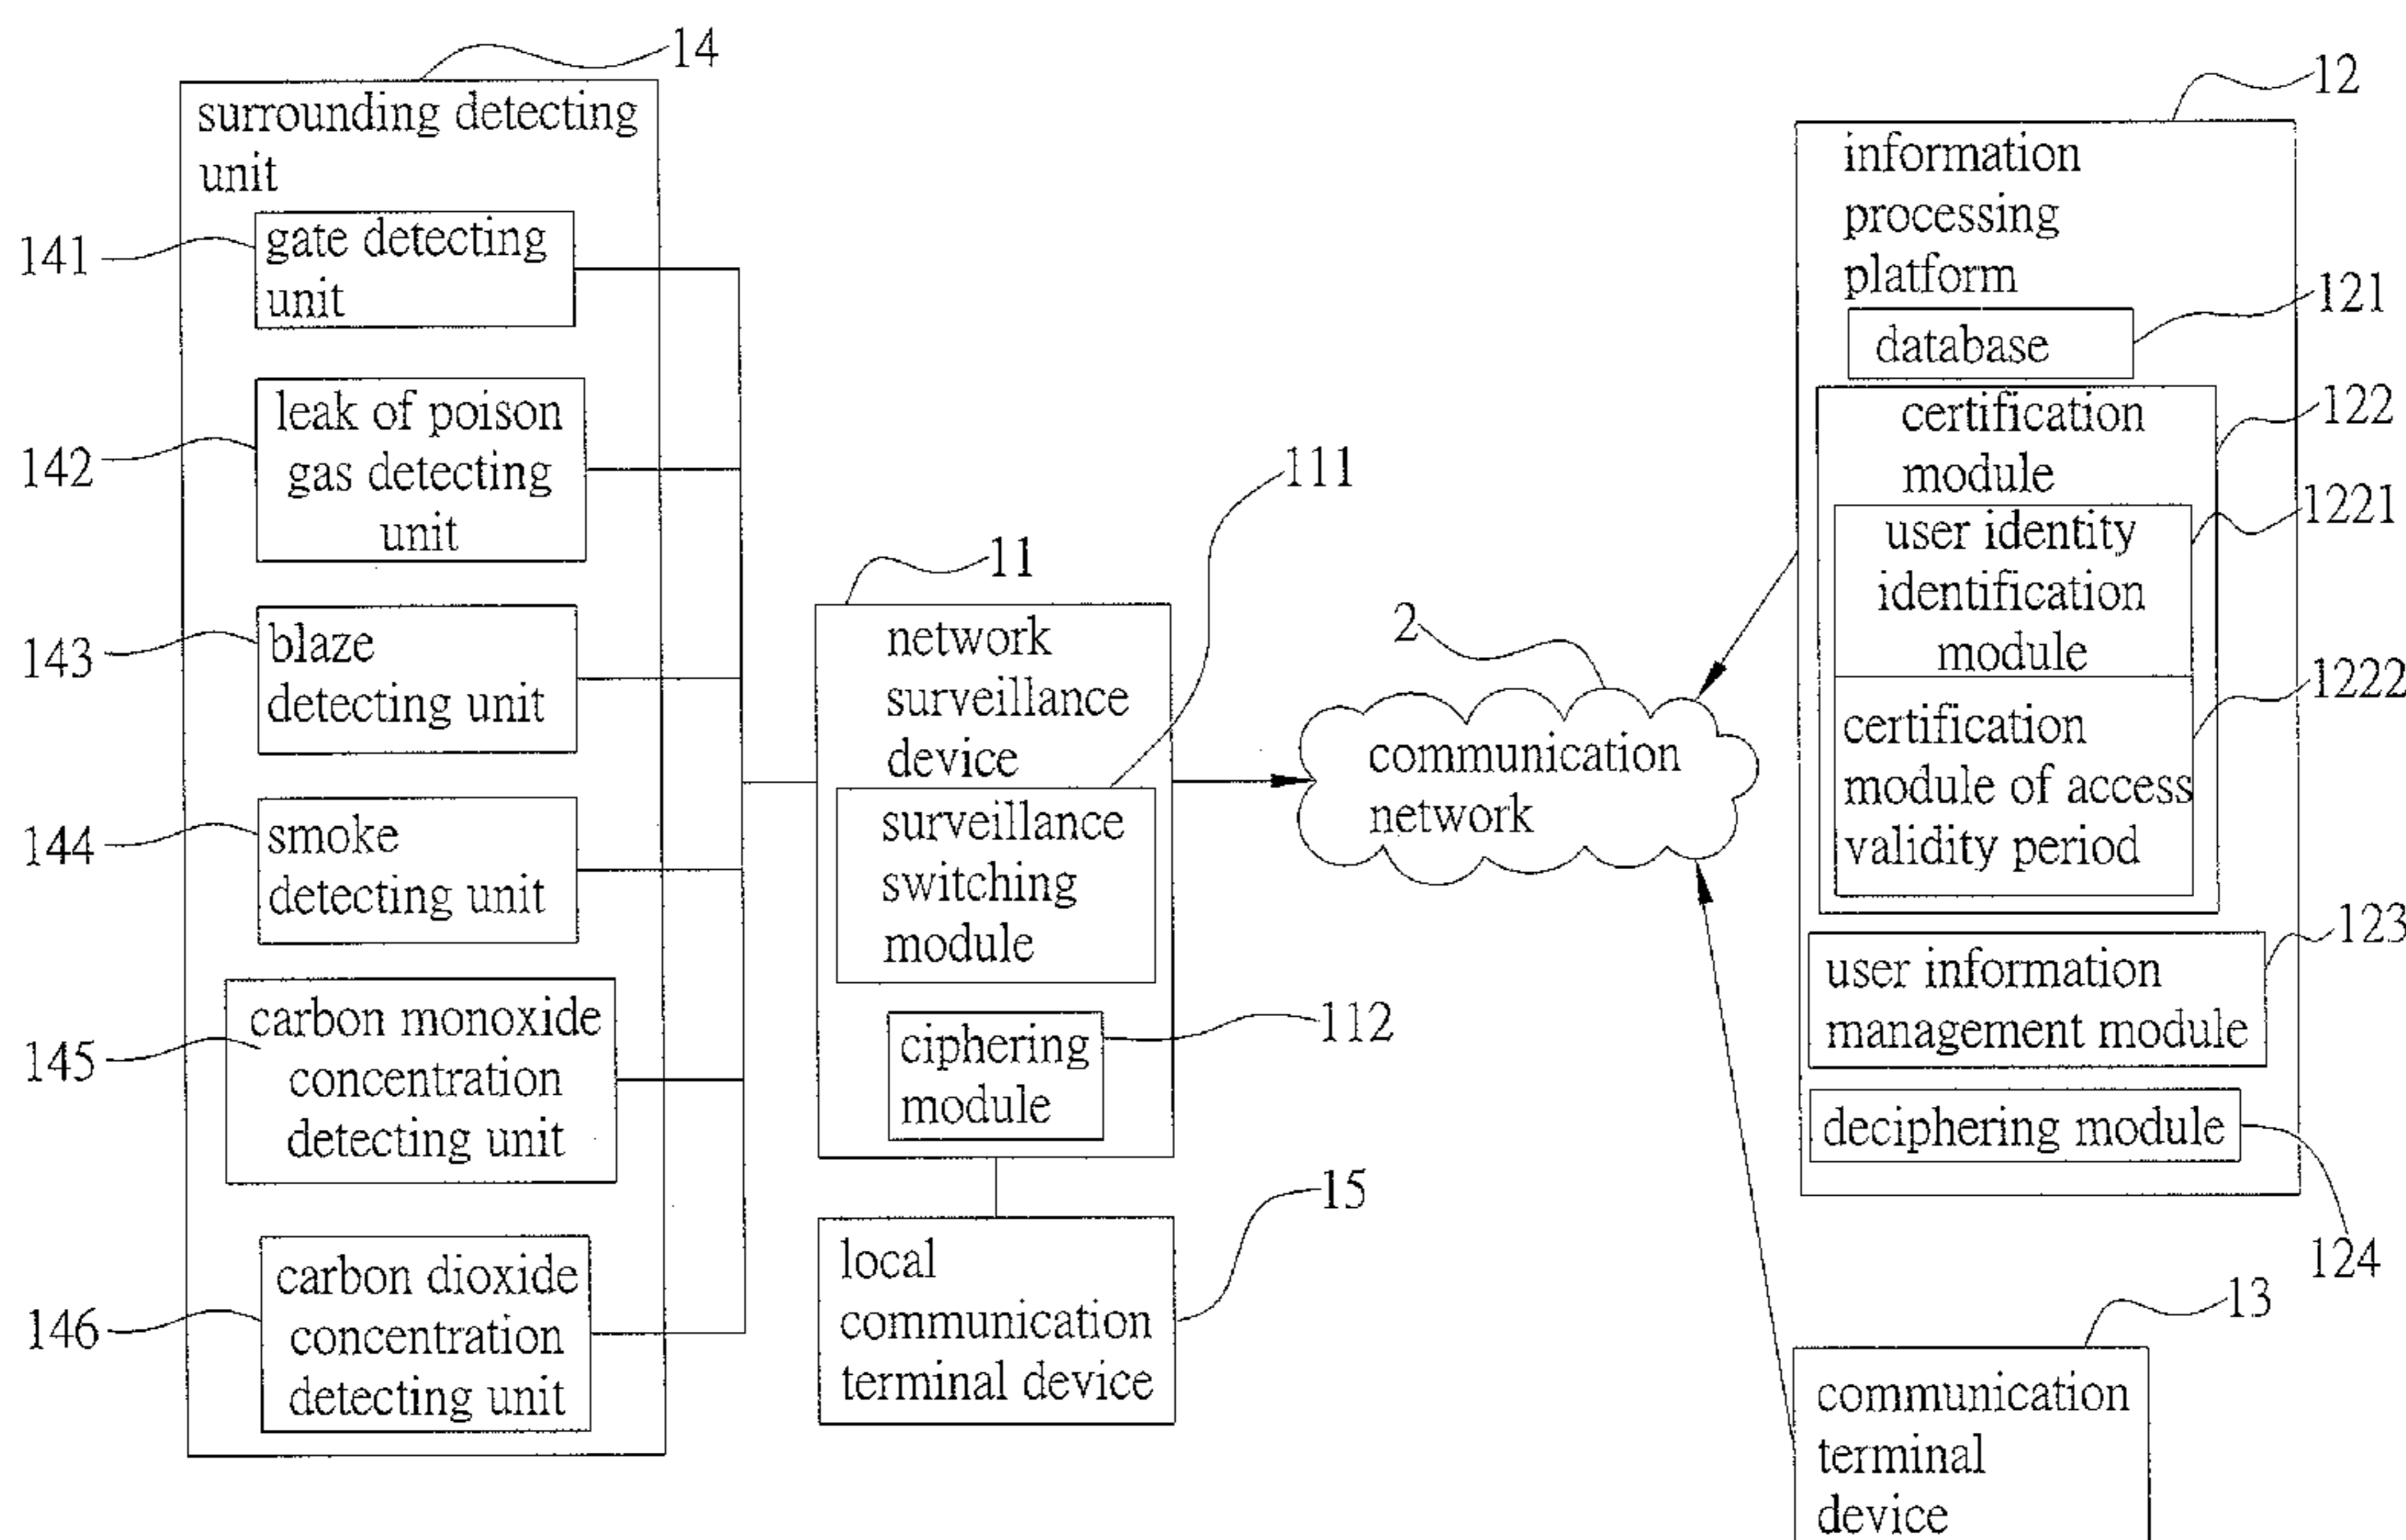 14
surrounding detecting
unit
141
gate detecting
unit
142
leak of poison
gas detecting
unit
143
blaze
detecting unit
144
smoke
detecting unit
145
carbon monoxide
concentration
detecting unit
146
carbon dioxide
concentration
detecting unit
11
network
surveillance
device
111
surveillance
switching
module
112
ciphering
module
15
local
communication
terminal device
2
communication
network
12
information
processing
platform
121
database
122
certification
module
1221
user identity
identification
module
1222
certification
module of access
validity period
123
user information
management module
deciphering module
124
13
communication
terminal
device